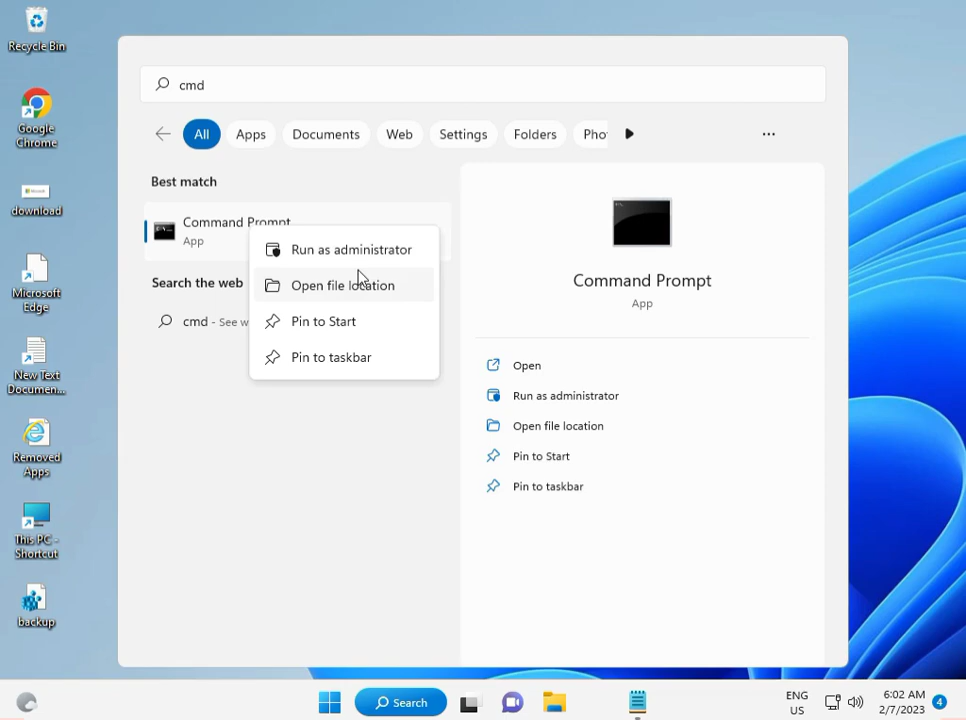 Recycle Bin
Google
Chrome
download
Microsoft
Edge
New Text
Documen...
Removed
Apps
This PC -
Shortcut
backup
cmd
All
Apps
Documents
Web
Settings
Folders
Pho
Best match
Command Prompt
App
Search the web
cmd - See w
Run as administrator
Open file location
Pin to Start
Pin to taskbar
Command Prompt
App
Open
Run as administrator
Open file location
Pin to Start
Pin to taskbar
Search
ENG
US
6:02 AM
2/7/2023
4